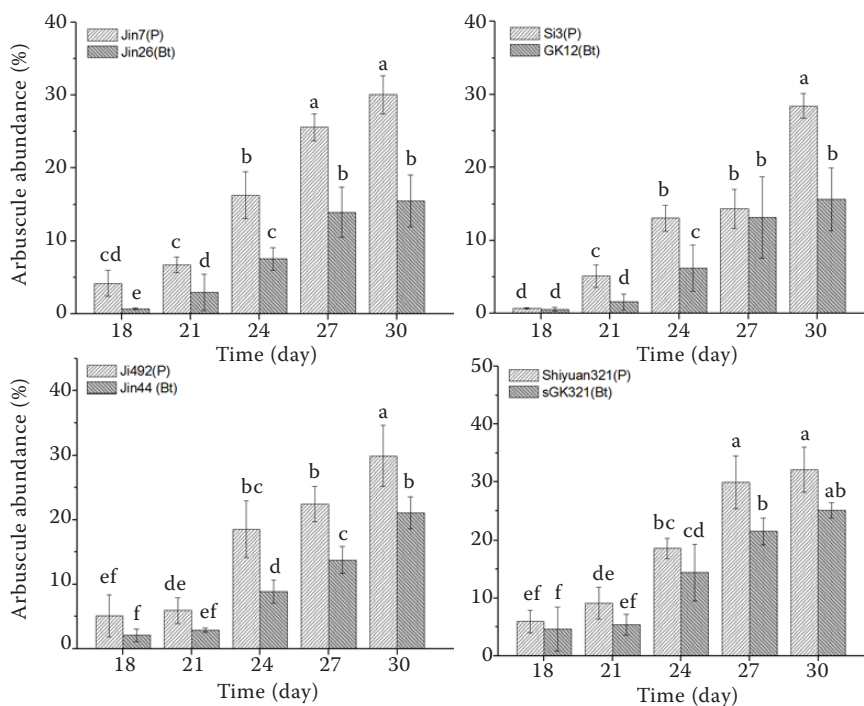 40
30
20
10
0
Arbuscule abundance (%)
Jin7(P)
Jin26(Bt)
cd
e
c
d
b
c
a
b
a
b
18 21 24 27 30
Time (day)
40
30
20
10
0
Si3(P)
GK12(Bt)
d
d
c
d
b
c
b
b
a
b
18 21 24 27 30
Time (day)
40
30
20
10
0
Arbuscule abundance (%)
Ji492(P)
Jin44 (Bt)
ef
f
de
ef
bc
d
b
c
a
b
18 21 24 27 30
Time (day)
50
40
30
20
10
0
Shiyuan321(P)
sGK321(Bt)
ef
f
de
ef
bc
cd
a
b
a
ab
18 21 24 27 30
Time (day)